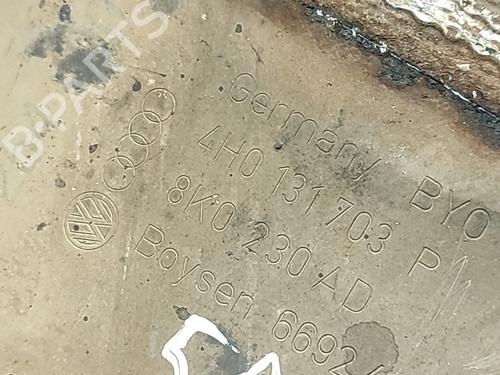 Germany BYO
4H0 131 703 P
8K0 230 AD
Boysen 6692
B-PARTS